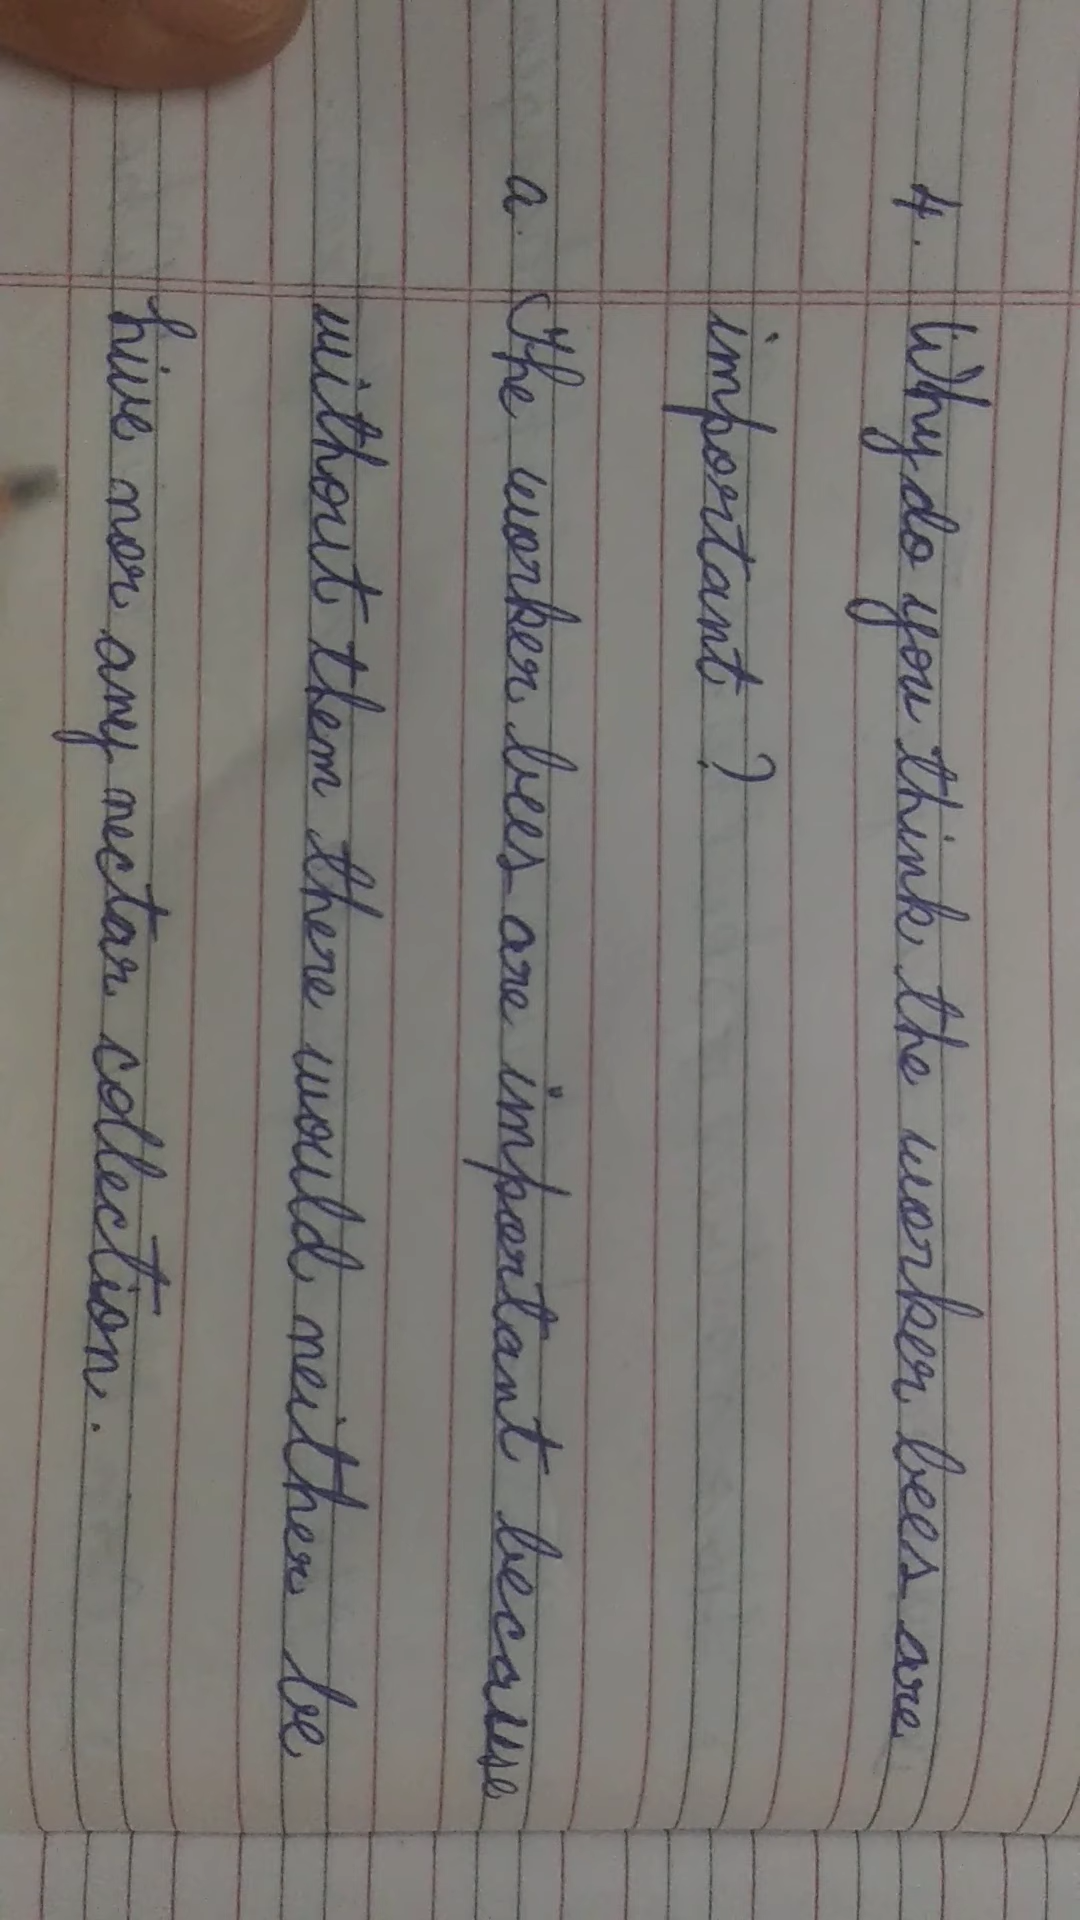 4. Why do you think the worker bees are
important ?
a. The worker bees are important because
without them there would neither be
hive nor any nectar collection.